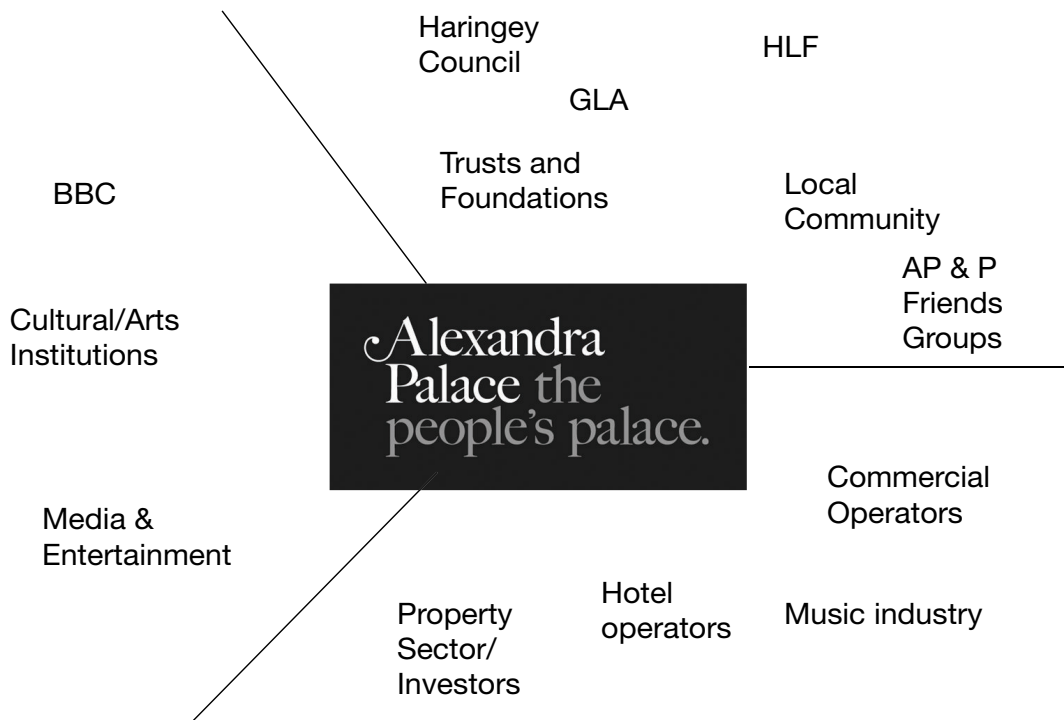 Haringey
Council
HLF
GLA
Trusts and
Foundations
BBC
Local
Community
AP & P
Friends
Groups
Cultural/Arts
Institutions
Alexandra
Palace the
people's palace.
Commercial
Operators
Media &
Entertainment
Hotel
operators
Property
Sector/
Investors
Music industry